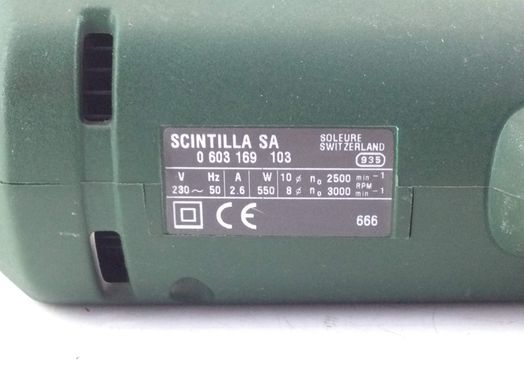 SCINTILLA SA
0 603 169 103
SOLEURE
SWITZERLAND
935
V Hz A W 10 ø n₀ 2500 min⁻¹
230～ 50 2.6 550 8 ø n₀ 3000 RPM min⁻¹
CE 666